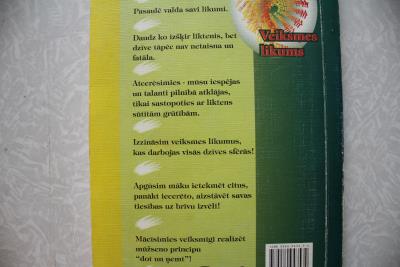 Pasaulē valda savi likumi.
Daudz ko izšķir liktenis, bet
dzīve tāpēc nav netaisna un
fatāla.
Atcerēsimies - mūsu iespējas
un talanti pilnībā atklājas,
tikai sastopoties ar liktens
sūtītām grūtībām.
Izzināsim veiksmes likumus,
kas darbojas visās dzīves sfērās!
Apgūsim māku ietekmēt citus,
panākt iecerēto, aizstāvēt savas
tiesības uz brīvu izvēli!
Mācīsimies veiksmīgi realizēt
mūžseno principu
"dot un ņemt"!
Veiksmes
likums